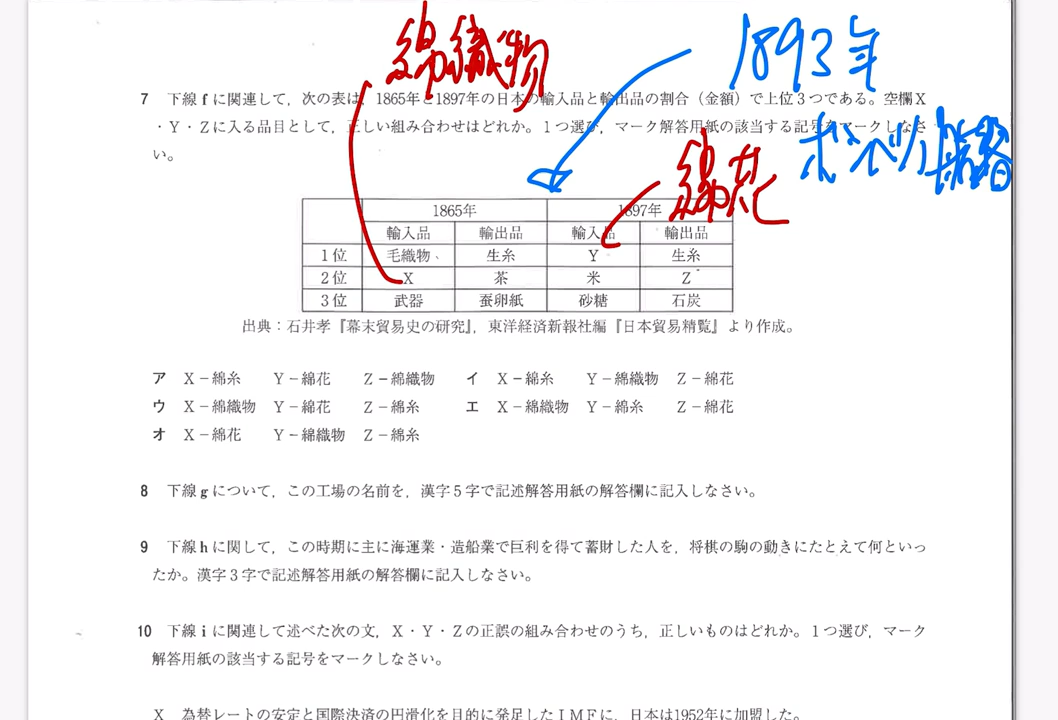 綿織物
1893年
7 下線fに関連して，次の表は，1865年と1897年の日本の輸入品と輸出品の割合（金額）で上位3つである。空欄X
・Y・Zに入る品目として，正しい組み合わせはどれか。1つ選び，マーク解答用紙の該当する記号をマークしなさ
い。
綿花
ボンベイ航路
1865年 1897年
輸入品 輸出品 輸入品 輸出品
1位 毛織物 生糸 Y 生糸
2位 X 茶 米 Z
3位 武器 蚕卵紙 砂糖 石炭
出典：石井孝『幕末貿易史の研究』，東洋経済新報社編『日本貿易精覧』より作成。
ア X－綿糸 Y－綿花 Z－綿織物 イ X－綿糸 Y－綿織物 Z－綿花
ウ X－綿織物 Y－綿花 Z－綿糸 エ X－綿織物 Y－綿糸 Z－綿花
オ X－綿花 Y－綿織物 Z－綿糸
8 下線gについて，この工場の名前を，漢字5字で記述解答用紙の解答欄に記入しなさい。
9 下線hに関して，この時期に主に海運業・造船業で巨利を得て蓄財した人を，将棋の駒の動きにたとえて何といっ
たか。漢字3字で記述解答用紙の解答欄に記入しなさい。
10 下線iに関連して述べた次の文，X・Y・Zの正誤の組み合わせのうち，正しいものはどれか。1つ選び，マーク
解答用紙の該当する記号をマークしなさい。
X 為替レートの安定と国際決済の円滑化を目的に発足したIMFに，日本は1952年に加盟した。